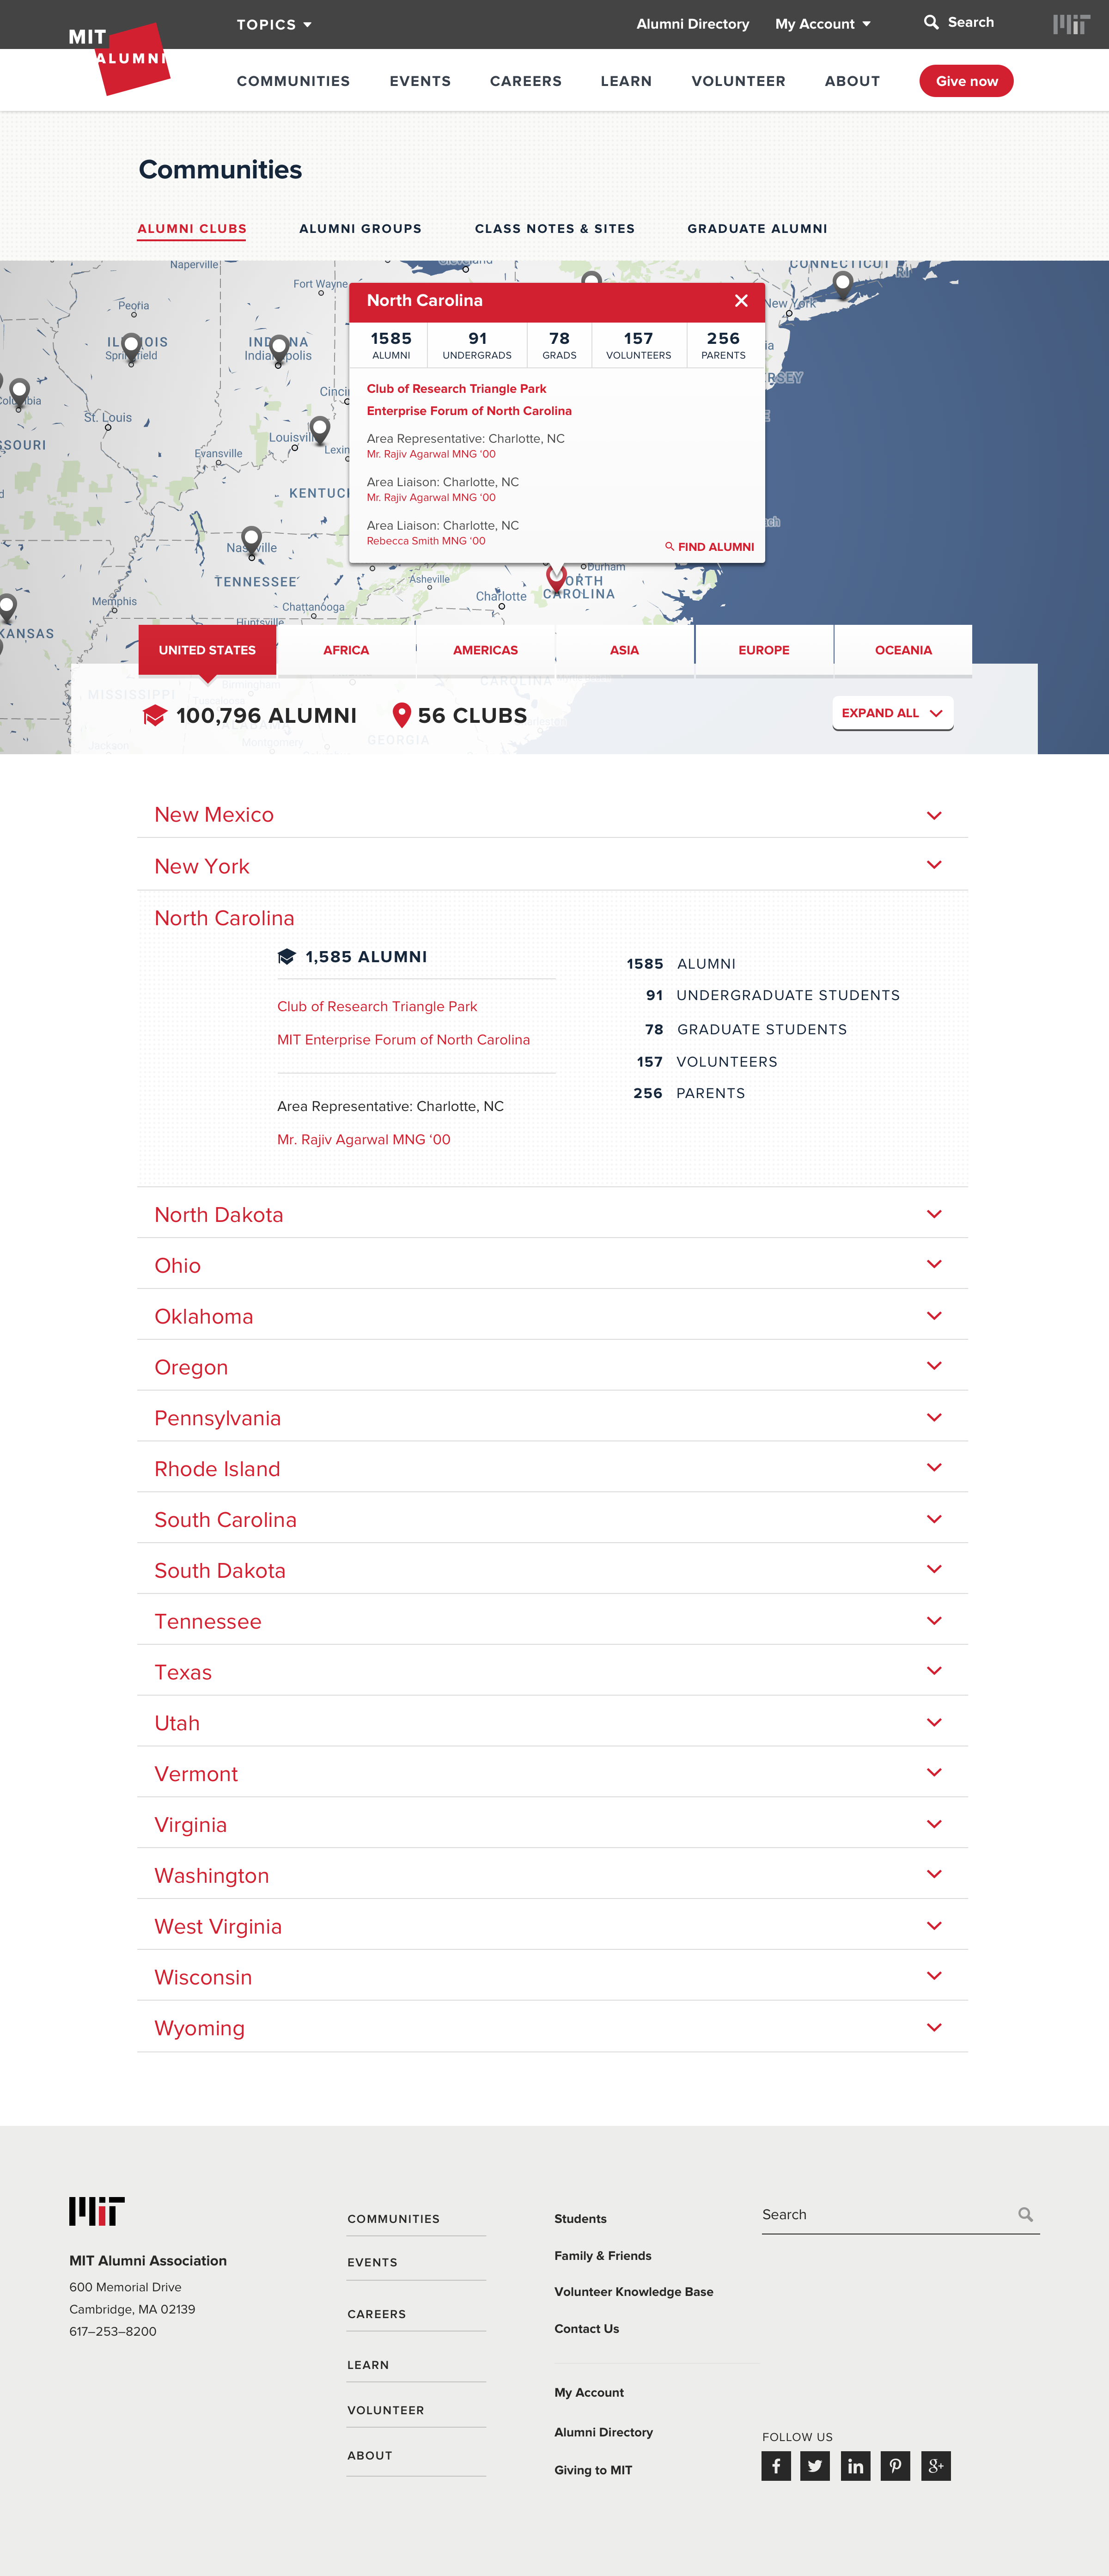 MIT
ALUMNI
TOPICS
Alumni Directory
My Account
Search
MIT
COMMUNITIES
EVENTS
CAREERS
LEARN
VOLUNTEER
ABOUT
Give now
Communities
ALUMNI CLUBS
ALUMNI GROUPS
CLASS NOTES & SITES
GRADUATE ALUMNI
Naperville
Cleveland
CONNECTICUT
RI
Fort Wayne
Peoria
New York
Springfield
Indianapolis
St. Louis
Louisville
Evansville
Nashville
TENNESSEE
Asheville
Durham
Memphis
Chattanooga
Charlotte
NORTH
CAROLINA
Huntsville
North Carolina
1585
ALUMNI
91
UNDERGRADS
78
GRADS
157
VOLUNTEERS
256
PARENTS
Club of Research Triangle Park
Enterprise Forum of North Carolina
Area Representative: Charlotte, NC
Mr. Rajiv Agarwal MNG ‘00
Area Liaison: Charlotte, NC
Mr. Rajiv Agarwal MNG ‘00
Area Liaison: Charlotte, NC
Rebecca Smith MNG ‘00
FIND ALUMNI
UNITED STATES
AFRICA
AMERICAS
ASIA
EUROPE
OCEANIA
Birmingham
MISSISSIPPI
CAROLINA
100,796 ALUMNI
56 CLUBS
EXPAND ALL
Montgomery
GEORGIA
New Mexico
New York
North Carolina
1,585 ALUMNI
Club of Research Triangle Park
MIT Enterprise Forum of North Carolina
Area Representative: Charlotte, NC
Mr. Rajiv Agarwal MNG ‘00
1585 ALUMNI
91 UNDERGRADUATE STUDENTS
78 GRADUATE STUDENTS
157 VOLUNTEERS
256 PARENTS
North Dakota
Ohio
Oklahoma
Oregon
Pennsylvania
Rhode Island
South Carolina
South Dakota
Tennessee
Texas
Utah
Vermont
Virginia
Washington
West Virginia
Wisconsin
Wyoming
MIT
MIT Alumni Association
600 Memorial Drive
Cambridge, MA 02139
617–253–8200
COMMUNITIES
EVENTS
CAREERS
LEARN
VOLUNTEER
ABOUT
Students
Family & Friends
Volunteer Knowledge Base
Contact Us
My Account
Alumni Directory
Giving to MIT
Search
FOLLOW US